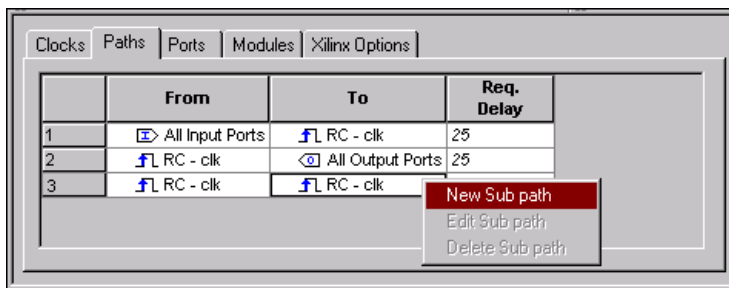 Clocks Paths Ports Modules Xilinx Options
From To Req. Delay
1 I All Input Ports RC - clk 25
2 RC - clk O All Output Ports 25
3 RC - clk RC - clk
New Sub path
Edit Sub path
Delete Sub path